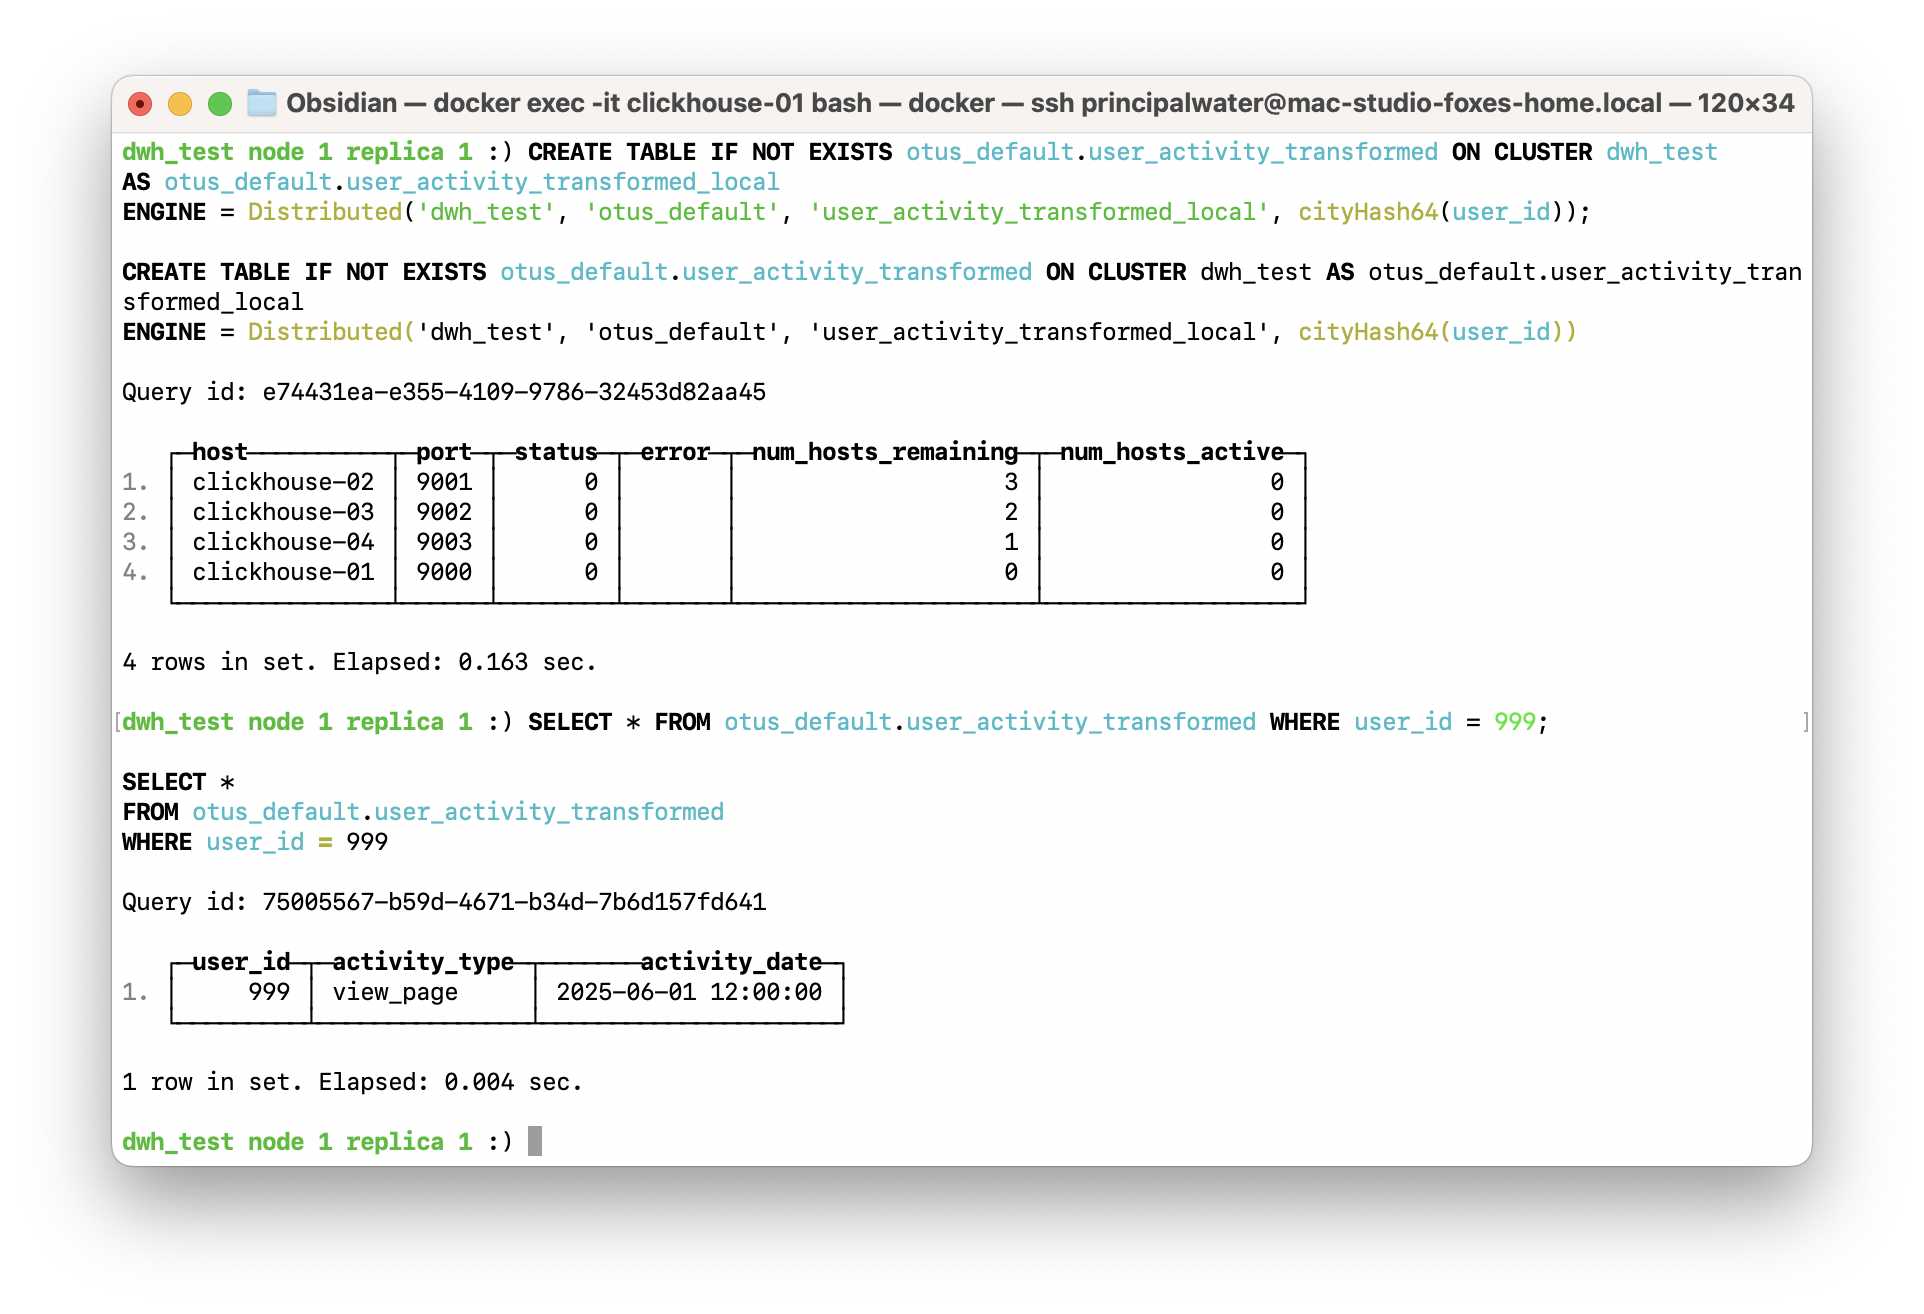 Obsidian — docker exec -it clickhouse-01 bash — docker — ssh principalwater@mac-studio-foxes-home.local — 120×34
dwh_test node 1 replica 1 :) CREATE TABLE IF NOT EXISTS otus_default.user_activity_transformed ON CLUSTER dwh_test
AS otus_default.user_activity_transformed_local
ENGINE = Distributed('dwh_test', 'otus_default', 'user_activity_transformed_local', cityHash64(user_id));
CREATE TABLE IF NOT EXISTS otus_default.user_activity_transformed ON CLUSTER dwh_test AS otus_default.user_activity_tran
sformed_local
ENGINE = Distributed('dwh_test', 'otus_default', 'user_activity_transformed_local', cityHash64(user_id))
Query id: e74431ea-e355-4109-9786-32453d82aa45
host port status error num_hosts_remaining num_hosts_active
1. clickhouse-02 9001 0 3 0
2. clickhouse-03 9002 0 2 0
3. clickhouse-04 9003 0 1 0
4. clickhouse-01 9000 0 0 0
4 rows in set. Elapsed: 0.163 sec.
[dwh_test node 1 replica 1 :) SELECT * FROM otus_default.user_activity_transformed WHERE user_id = 999; ]
SELECT *
FROM otus_default.user_activity_transformed
WHERE user_id = 999
Query id: 75005567-b59d-4671-b34d-7b6d157fd641
user_id activity_type activity_date
1. 999 view_page 2025-06-01 12:00:00
1 row in set. Elapsed: 0.004 sec.
dwh_test node 1 replica 1 :)